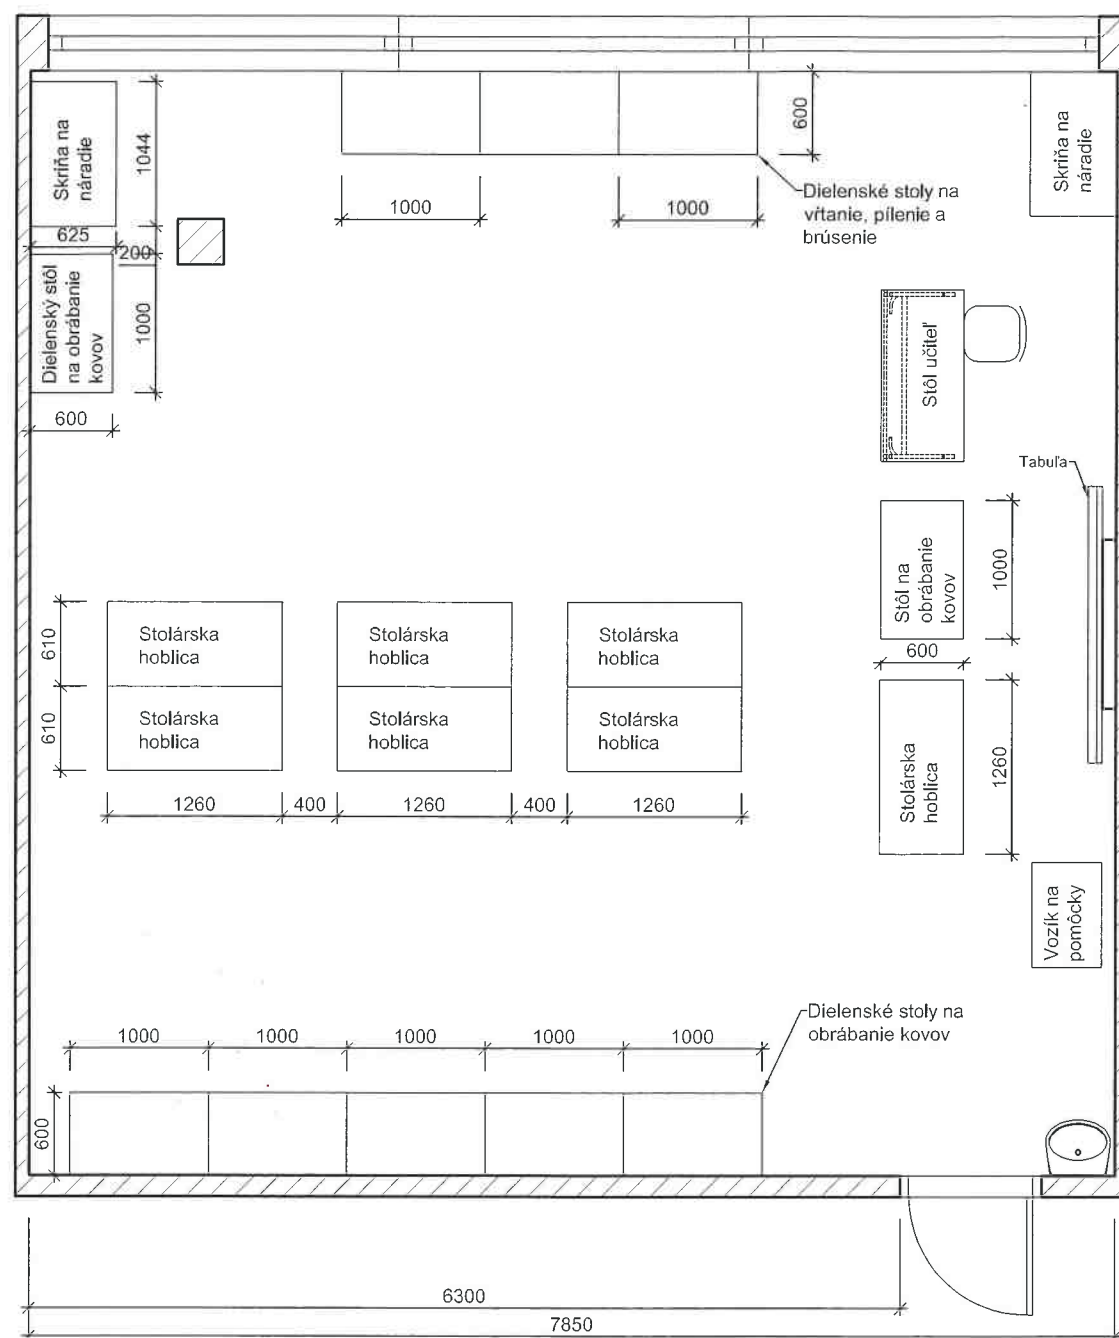 Skriňa na
náradie
1044
625
200
Dielenský stôl
na obrábanie
kovov
1000
600
1000
1000
600
Dielenské stoly na
vŕtanie, pílenie a
brúsenie
Skriňa na
náradie
Stôl učiteľ
Tabuľa
Stôl na
obrábanie
kovov
1000
600
610
610
Stolárska
hoblica
Stolárska
hoblica
Stolárska
hoblica
Stolárska
hoblica
Stolárska
hoblica
Stolárska
hoblica
1260
400
1260
400
1260
Stolárska
hoblica
1260
Vozík na
pomôcky
Dielenské stoly na
obrábanie kovov
1000
1000
1000
1000
1000
600
6300
7850